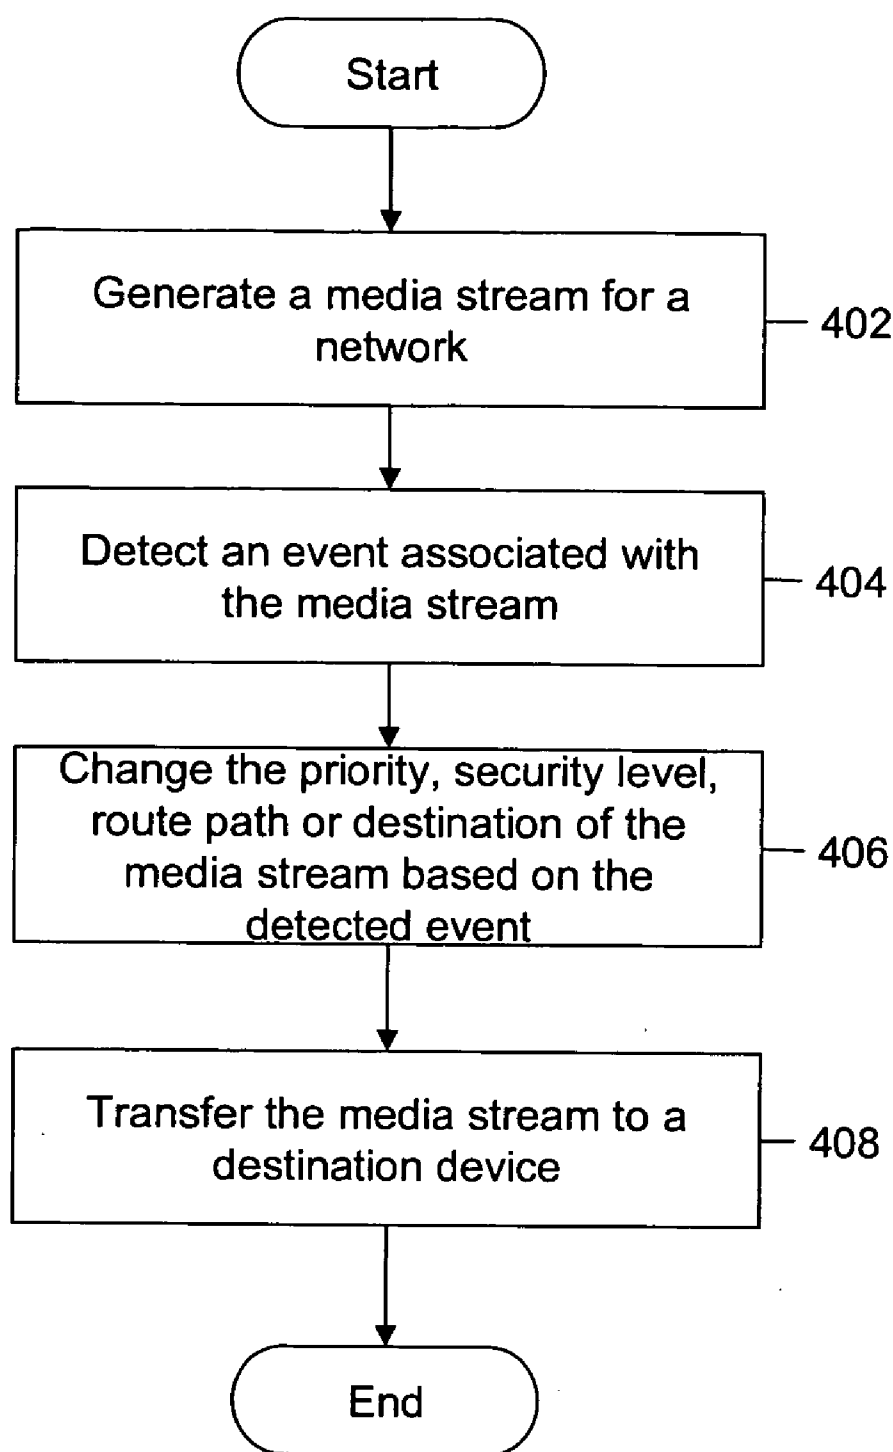 Start
Generate a media stream for a
network
402
Detect an event associated with
the media stream
404
Change the priority, security level,
route path or destination of the
media stream based on the
detected event
406
Transfer the media stream to a
destination device
408
End